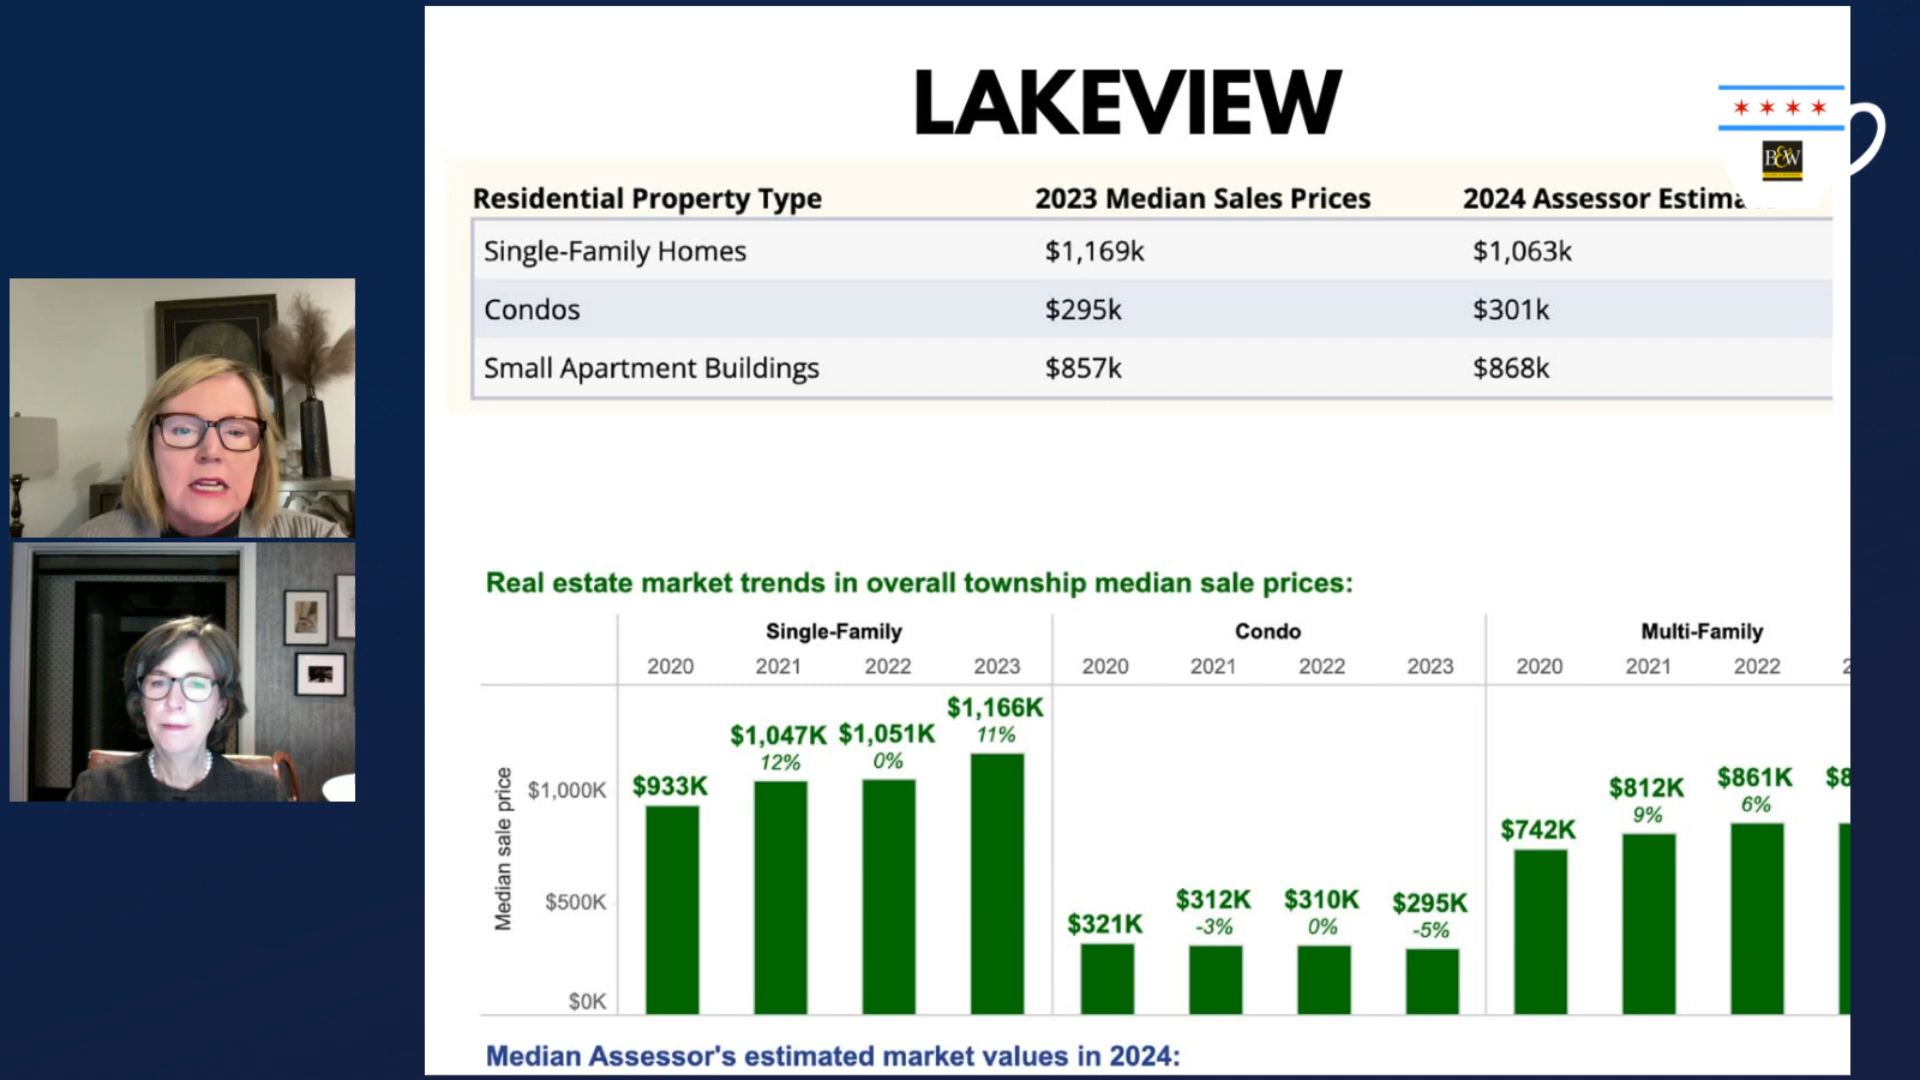 LAKEVIEW
B&W
Residential Property Type 2023 Median Sales Prices 2024 Assessor
Single-Family Homes $1,169k $1,063k
Condos $295k $301k
Small Apartment Buildings $857k $868k
Real estate market trends in overall township median sale prices:
Single-Family Condo Multi-Family
2020 2021 2022 2023 2020 2021 2022 2023 2020 2021 2022
Median sale price
$1,000K
$500K
$0K
$933K
$1,047K
12%
$1,051K
0%
$1,166K
11%
$321K
$312K
-3%
$310K
0%
$295K
-5%
$742K
$812K
9%
$861K
6%
Median Assessor's estimated market values in 2024: